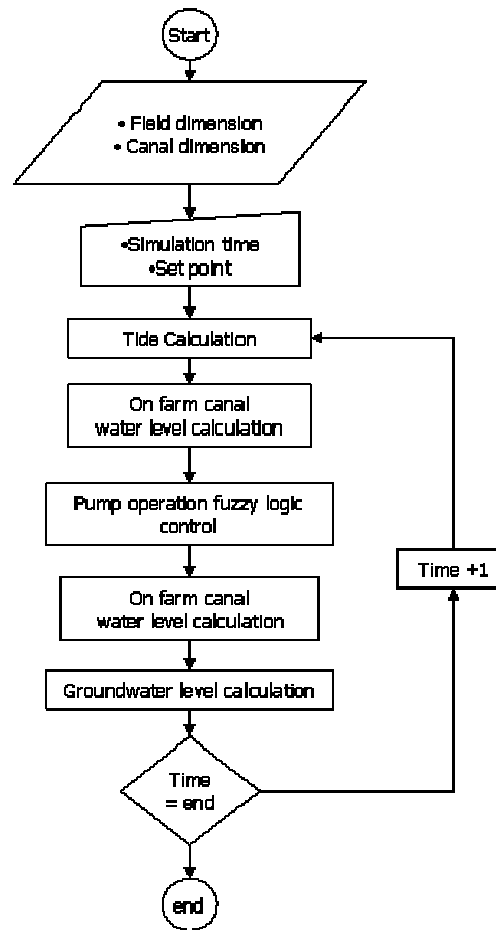 Start
• Field dimension
• Canal dimension
•Simulation time
•Set point
Tide Calculation
On farm canal
water level calculation
Pump operation fuzzy logic
control
On farm canal
water level calculation
Groundwater level calculation
Time
= end
Time +1
end